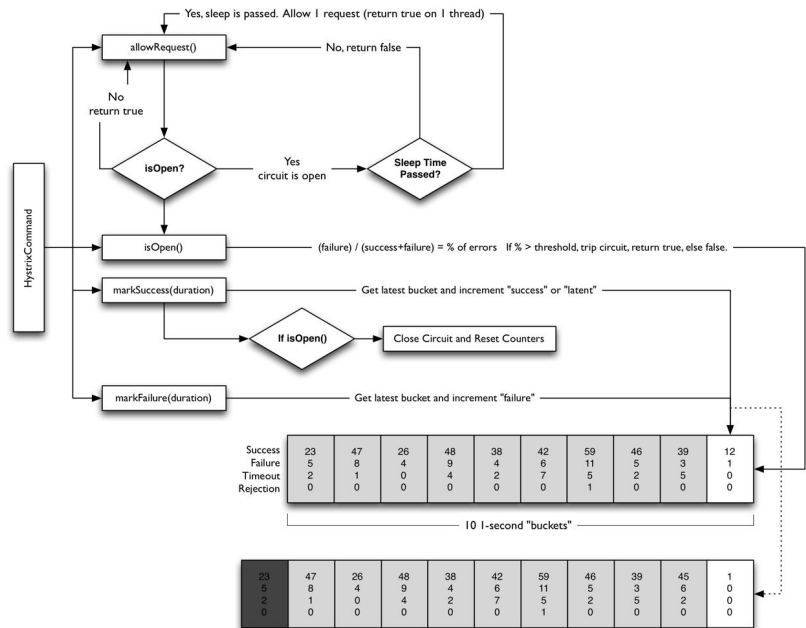 Yes, sleep is passed. Allow 1 request (return true on 1 thread)
allowRequest()
No, return false
No
return true
isOpen?
Yes
circuit is open
Sleep Time
Passed?
HystrixCommand
isOpen()
(failure) / (success+failure) = % of errors If % > threshold, trip circuit, return true, else false.
markSuccess(duration)
Get latest bucket and increment "success" or "latent"
If isOpen()
Close Circuit and Reset Counters
markFailure(duration)
Get latest bucket and increment "failure"
Success 23 47 26 48 38 42 59 46 39 12
Failure 5 8 4 9 4 6 11 5 3 1
Timeout 2 1 0 4 2 7 5 2 5 0
Rejection 0 0 0 0 0 0 1 0 0 0
10 1-second "buckets"
23 47 26 48 38 42 59 46 39 45 1
5 8 4 9 4 6 11 5 3 6 0
2 1 0 4 2 7 5 2 5 2 0
0 0 0 0 0 0 1 0 0 0 0